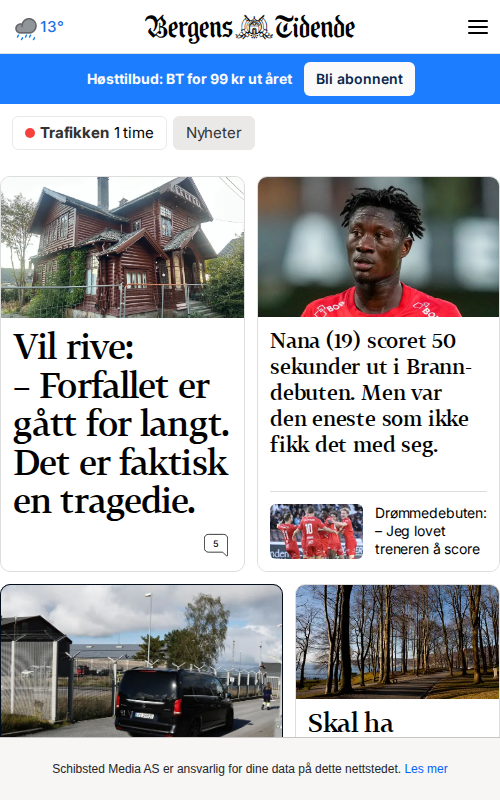 13°
Bergens Tidende
Høsttilbud: BT for 99 kr ut året
Bli abonnent
Trafikken 1 time
Nyheter
Vil rive:
– Forfallet er
gått for langt.
Det er faktisk
en tragedie.
5
Nana (19) scoret 50
sekunder ut i Brann-
debuten. Men var
den eneste som ikke
fikk det med seg.
Drømmedebuten:
– Jeg lovet
treneren å score
Skal ha
Schibsted Media AS er ansvarlig for dine data på dette nettstedet. Les mer